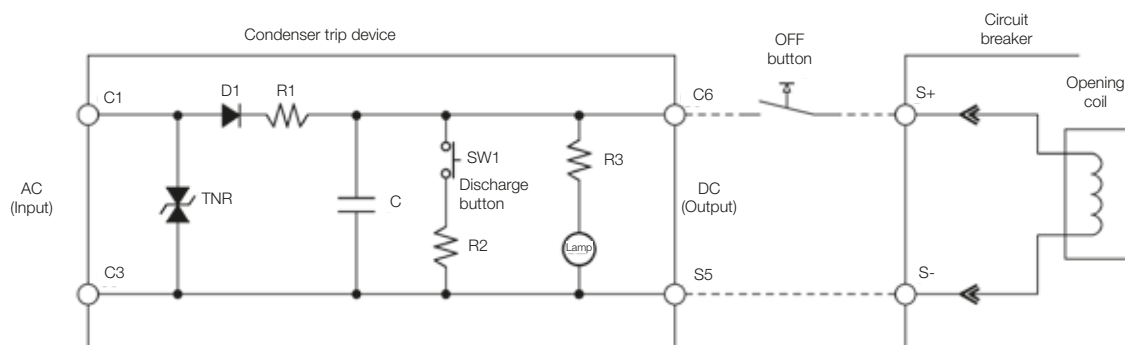 Condenser trip device
OFF
button
Circuit
breaker
C1
D1
R1
C6
S+
Opening
coil
AC
(Input)
TNR
C
SW1
Discharge
button
R2
R3
Lamp
DC
(Output)
C3
S5
S-